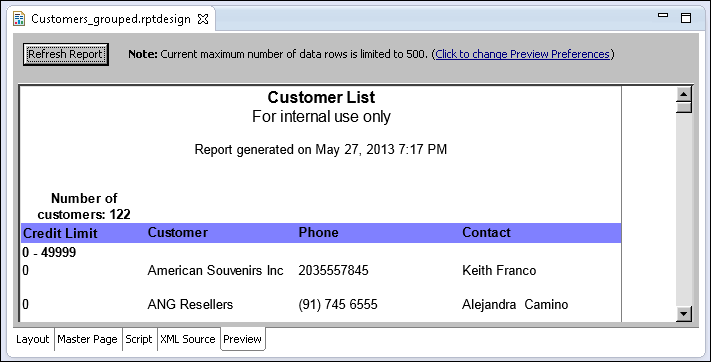 Customers_grouped.rptdesign
Refresh Report Note: Current maximum number of data rows is limited to 500. (Click to change Preview Preferences)
Customer List
For internal use only
Report generated on May 27, 2013 7:17 PM
Number of
customers: 122
Credit Limit Customer Phone Contact
0 - 49999
0 American Souvenirs Inc 2035557845 Keith Franco
0 ANG Resellers (91) 745 6555 Alejandra Camino
Layout Master Page Script XML Source Preview